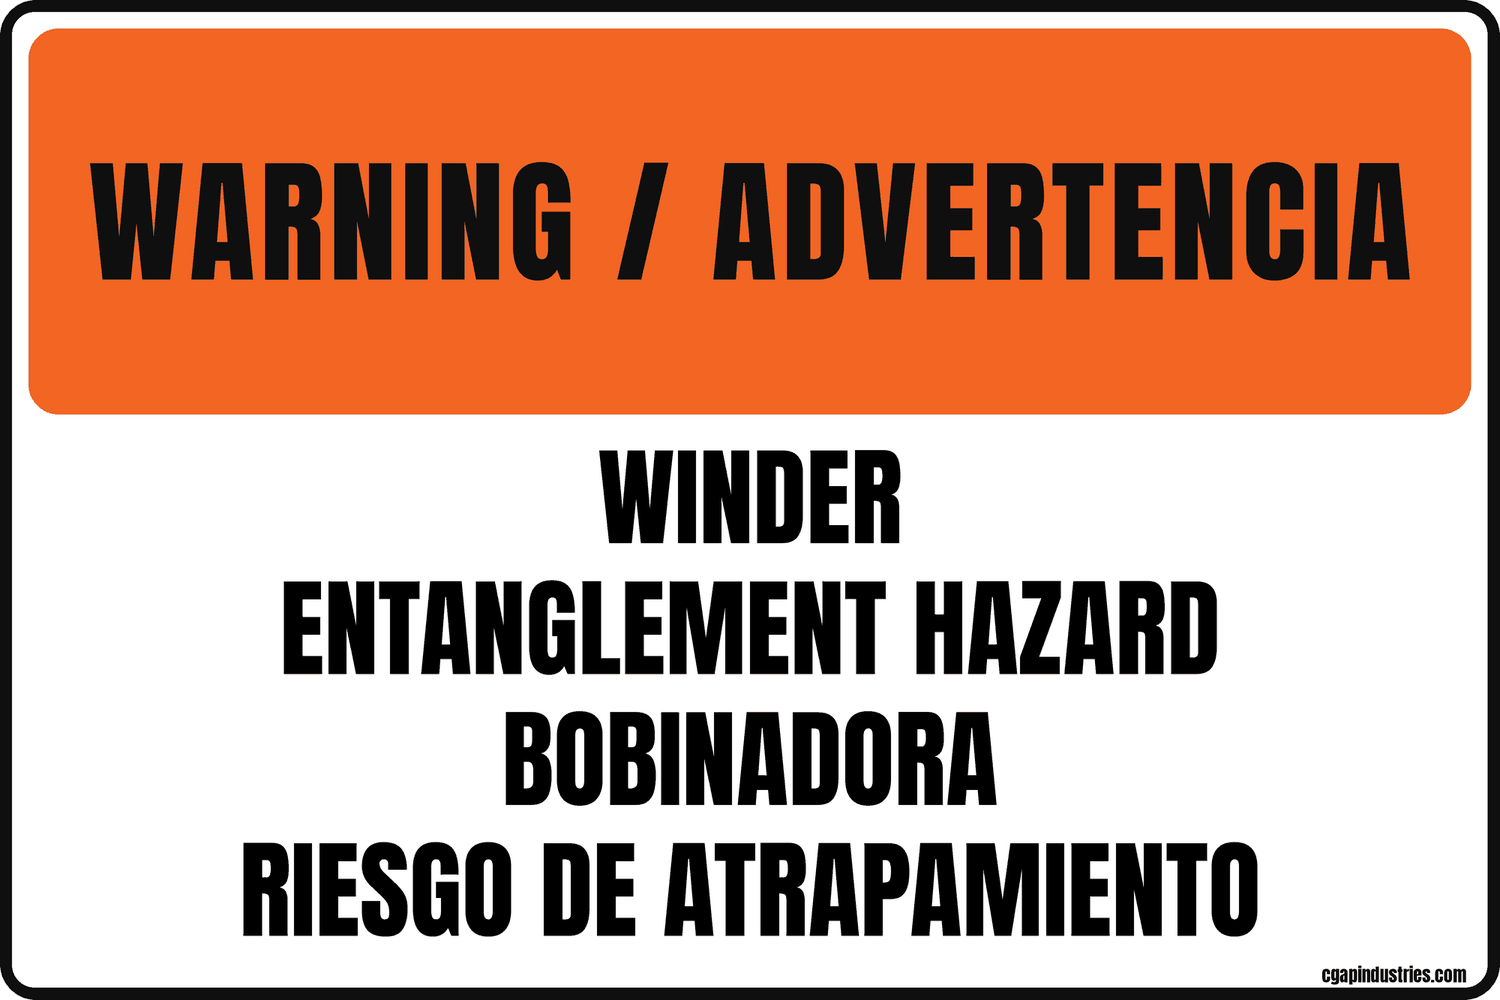 WARNING / ADVERTENCIA
WINDER
ENTANGLEMENT HAZARD
BOBINADORA
RIESGO DE ATRAPAMIENTO
cgapindustries.com